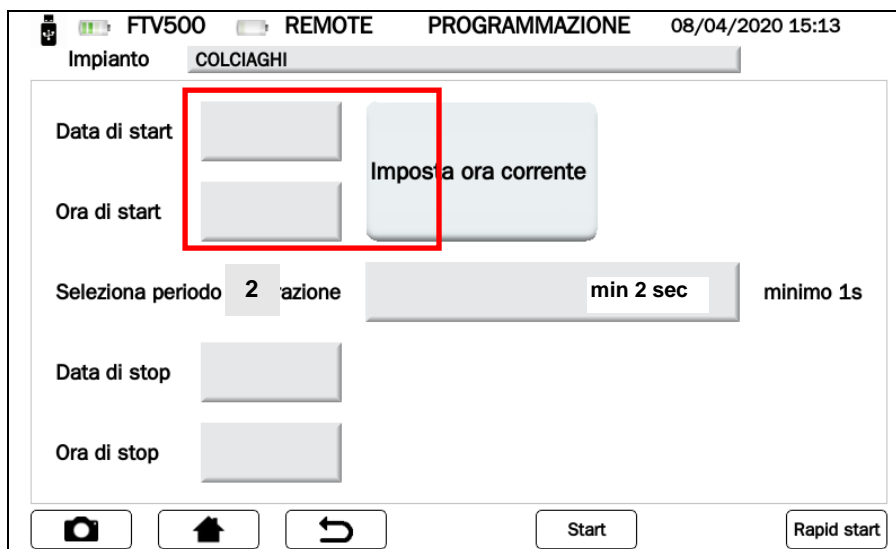 FTV500 REMOTE PROGRAMMAZIONE 08/04/2020 15:13
Impianto COLCIAGHI
Data di start
Imposta ora corrente
Ora di start
Seleziona periodo 2 razione min 2 sec minimo 1s
Data di stop
Ora di stop
Start Rapid start